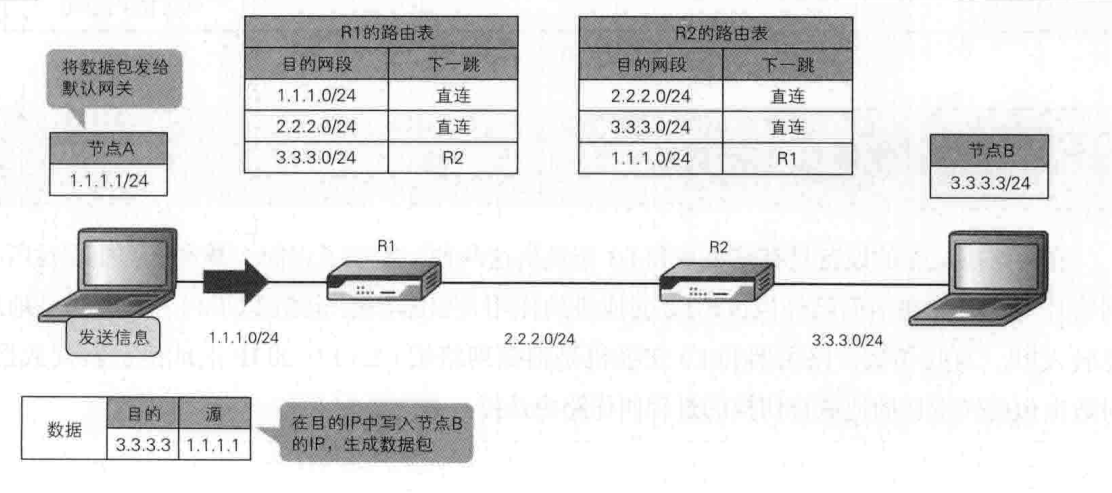 R1的路由表
目的网段 下一跳
1.1.1.0/24 直连
2.2.2.0/24 直连
3.3.3.0/24 R2
R2的路由表
目的网段 下一跳
2.2.2.0/24 直连
3.3.3.0/24 直连
1.1.1.0/24 R1
将数据包发给
默认网关
节点A
1.1.1.1/24
节点B
3.3.3.3/24
R1
R2
发送信息
1.1.1.0/24
2.2.2.0/24
3.3.3.0/24
数据
目的 源
3.3.3.3 1.1.1.1
在目的IP中写入节点B
的IP，生成数据包